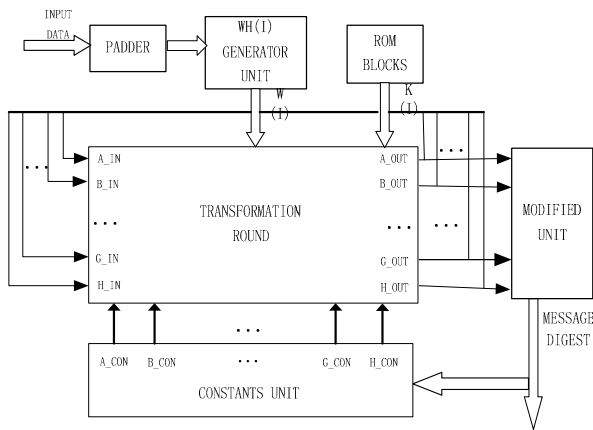 INPUT
DATA
PADDER
WH(I)
GENERATOR
UNIT
ROM
BLOCKS
W
(I)
K
(I)
A_IN
B_IN
...
...
G_IN
H_IN
TRANSFORMATION
ROUND
A_OUT
B_OUT
...
...
...
G_OUT
H_OUT
MODIFIED
UNIT
MESSAGE
DIGEST
...
A_CON B_CON ... G_CON H_CON
CONSTANTS UNIT